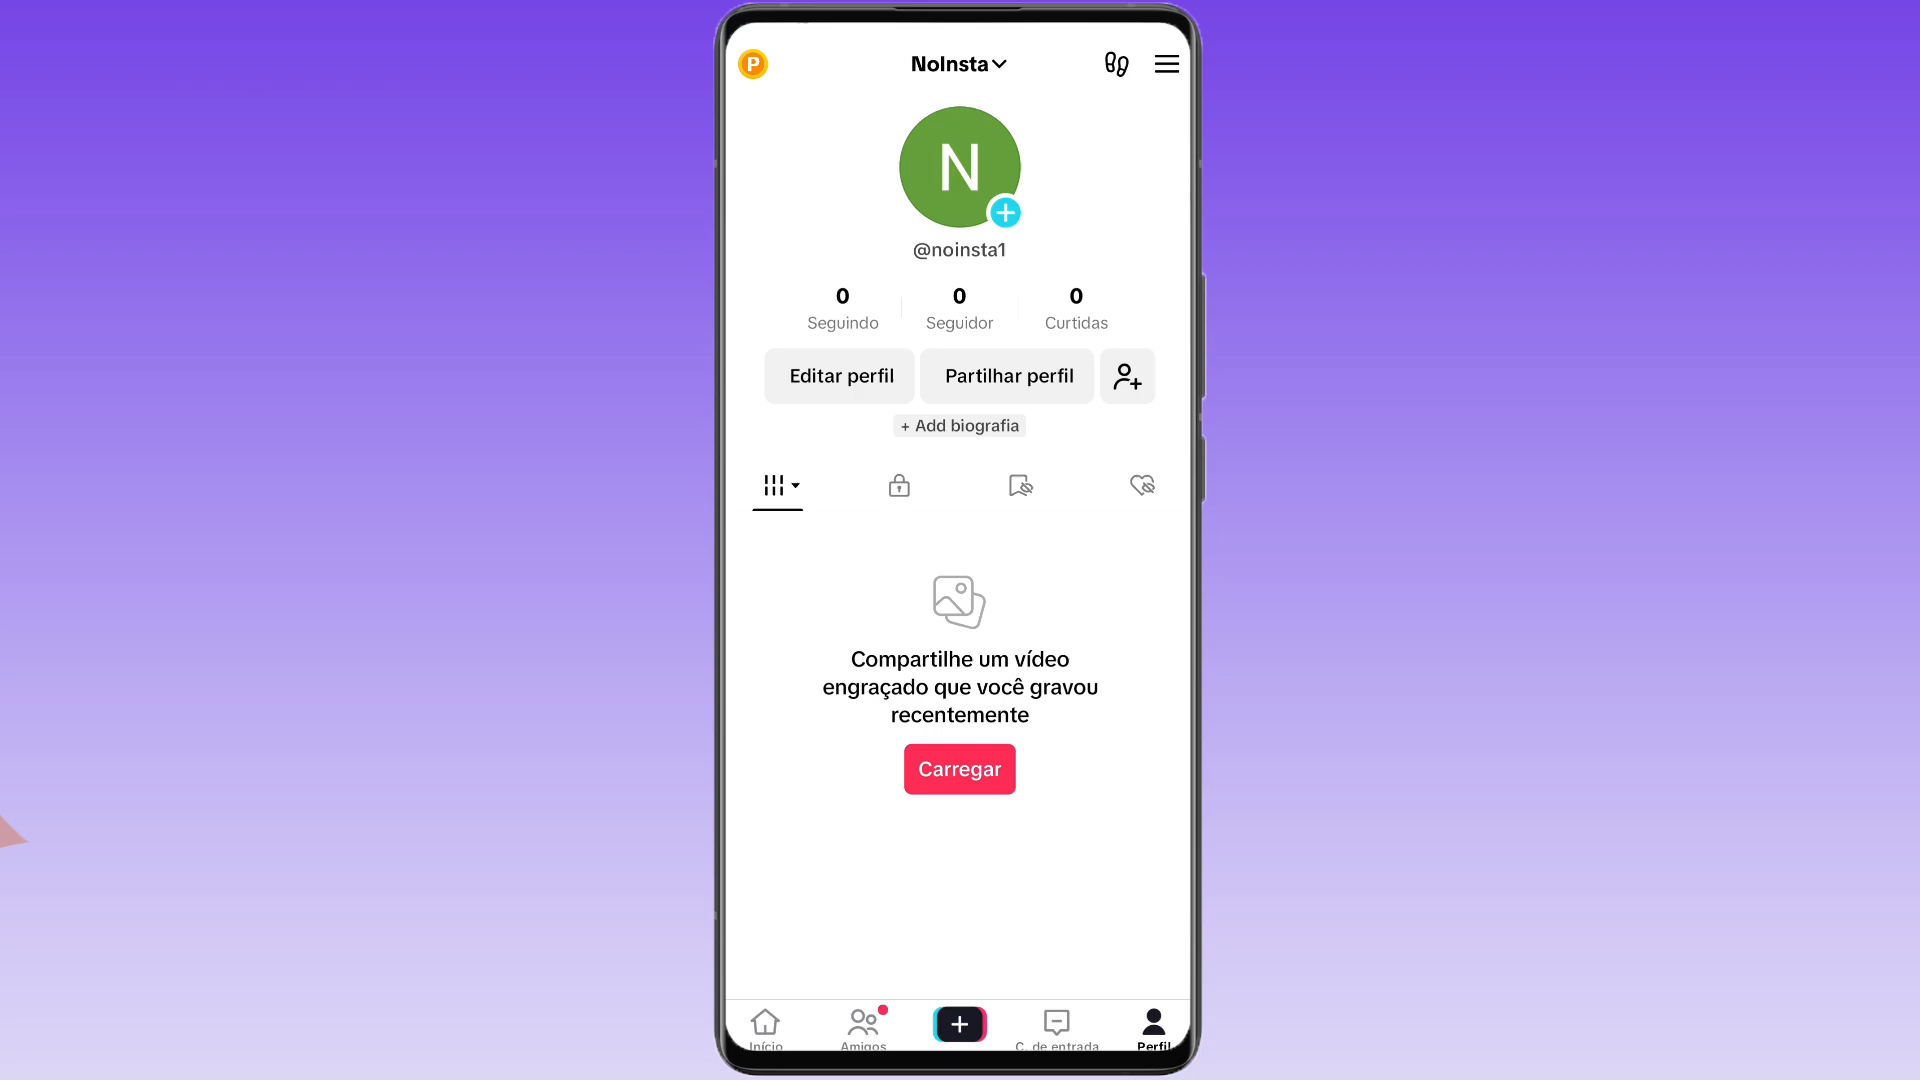 P
NoInsta
N
@noinsta1
0 0 0
Seguindo Seguidor Curtidas
Editar perfil Partilhar perfil
+ Add biografia
Compartilhe um vídeo
engraçado que você gravou
recentemente
Carregar
Início Amigos C. de entrada Perfil